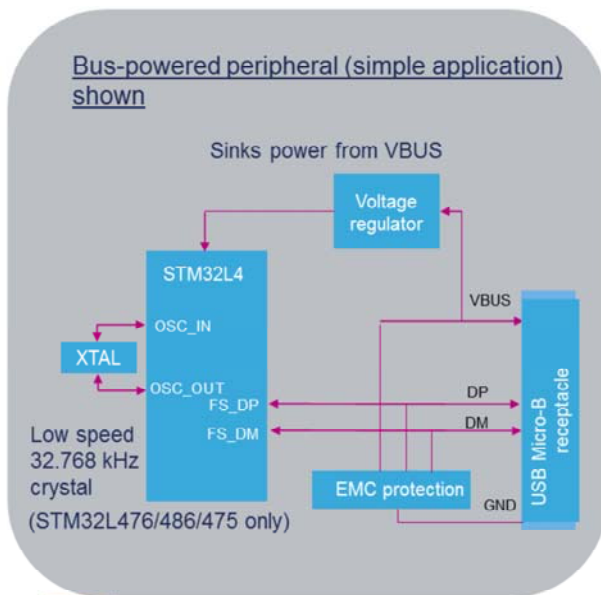 Bus-powered peripheral (simple application)
shown
Sinks power from VBUS
Voltage
regulator
STM32L4
VBUS
OSC_IN
XTAL
OSC_OUT
FS_DP
DP
FS_DM
DM
USB Micro-B
receptacle
Low speed
32.768 kHz
crystal
(STM32L476/486/475 only)
EMC protection
GND